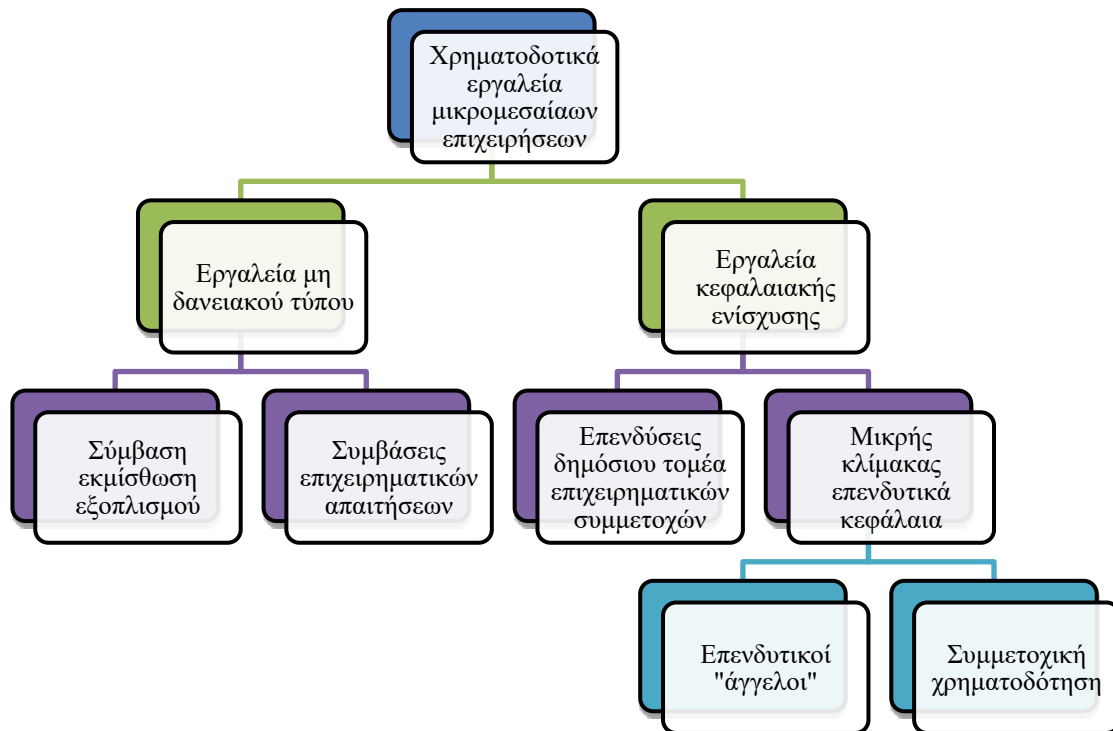 Χρηματοδοτικά
εργαλεία
μικρομεσαίαων
επιχειρήσεων
Εργαλεία μη
δανειακού τύπου
Εργαλεία
κεφαλαιακής
ενίσχυσης
Σύμβαση
εκμίσθωση
εξοπλισμού
Συμβάσεις
επιχειρηματικών
απαιτήσεων
Επενδύσεις
δημόσιου τομέα
επιχειρηματικών
συμμετοχών
Μικρής
κλίμακας
επενδυτικά
κεφάλαια
Επενδυτικοί
"άγγελοι"
Συμμετοχική
χρηματοδότηση